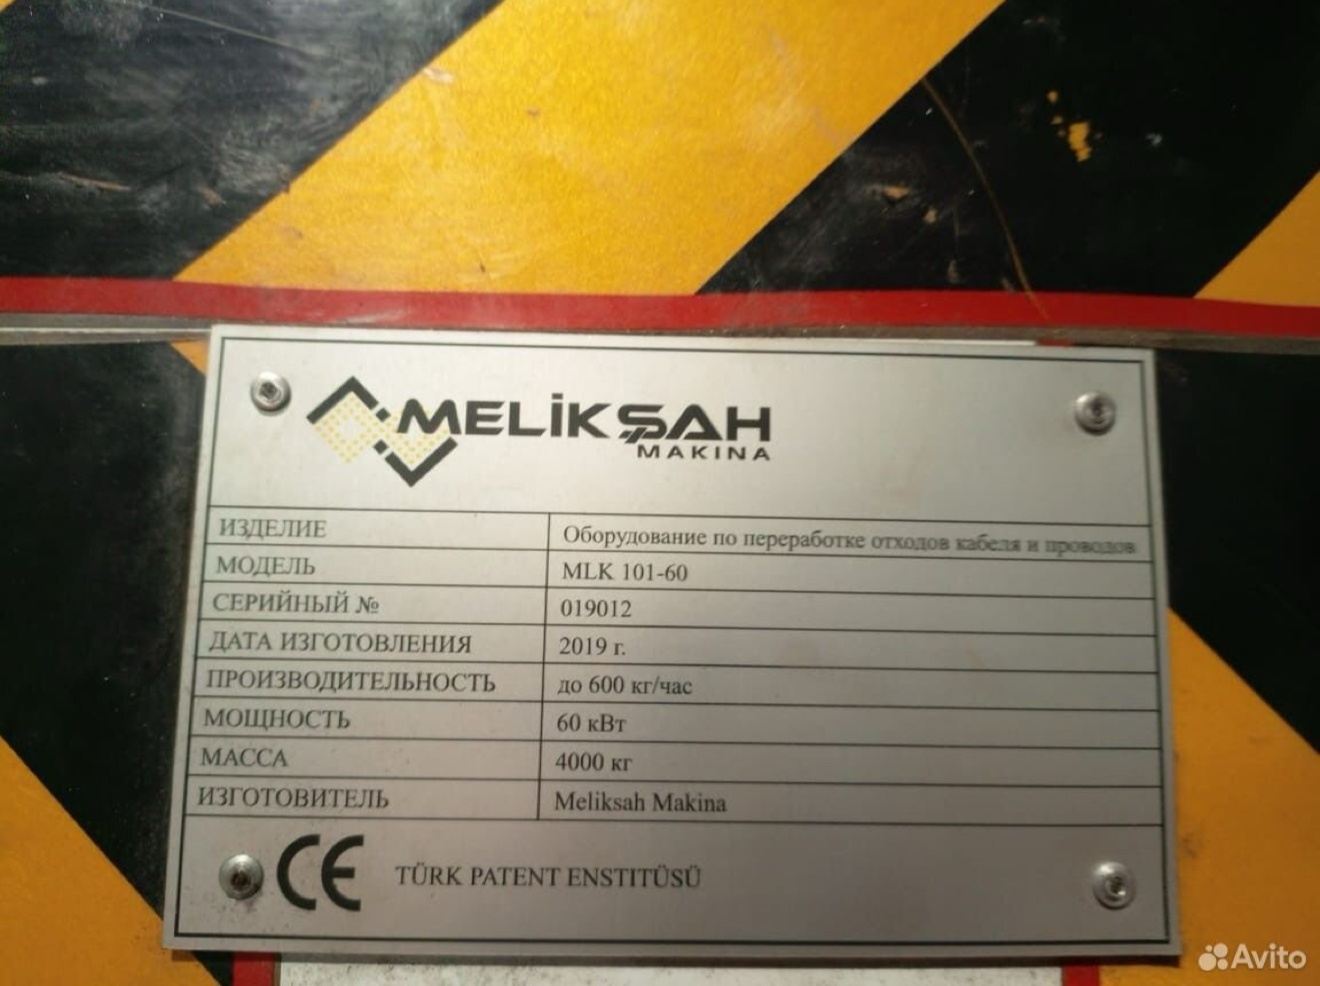 MELİKŞAH
MAKINA
ИЗДЕЛИЕ Оборудование по переработке отходов кабеля и проводов
МОДЕЛЬ MLK 101-60
СЕРИЙНЫЙ № 019012
ДАТА ИЗГОТОВЛЕНИЯ 2019 г.
ПРОИЗВОДИТЕЛЬНОСТЬ до 600 кг/час
МОЩНОСТЬ 60 кВт
МАССА 4000 кг
ИЗГОТОВИТЕЛЬ Meliksah Makina
CE TÜRK PATENT ENSTİTÜSÜ
Avito